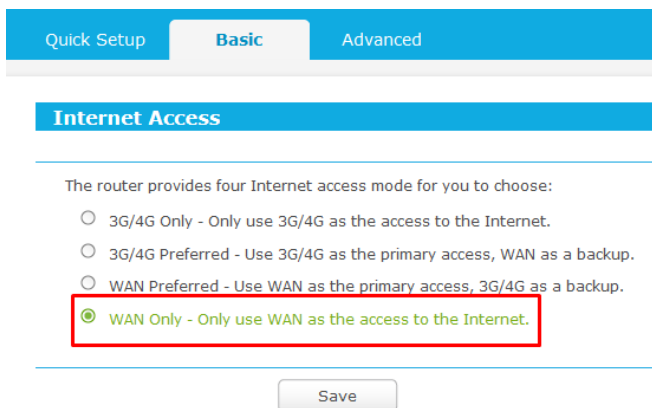 Quick Setup Basic Advanced
Internet Access
The router provides four Internet access mode for you to choose:
3G/4G Only - Only use 3G/4G as the access to the Internet.
3G/4G Preferred - Use 3G/4G as the primary access, WAN as a backup.
WAN Preferred - Use WAN as the primary access, 3G/4G as a backup.
WAN Only - Only use WAN as the access to the Internet.
Save